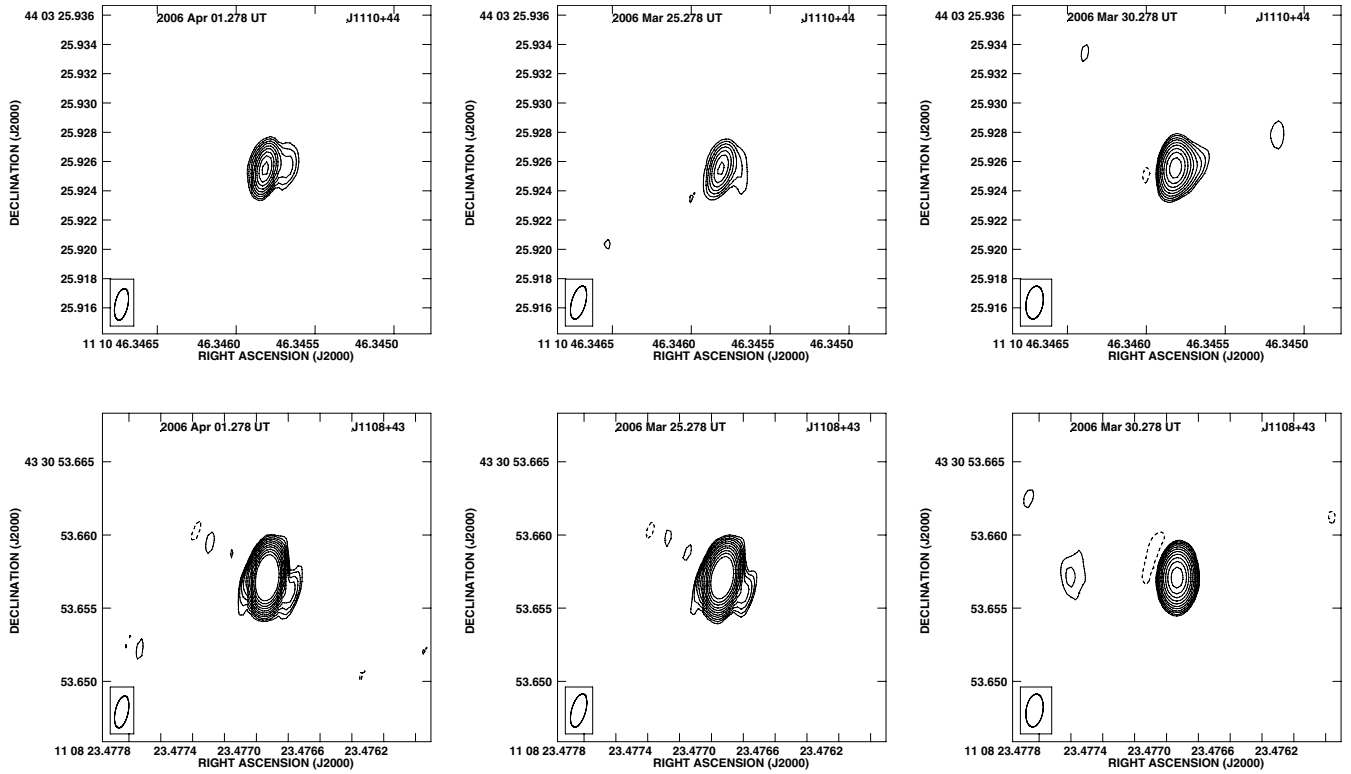 2006 Apr 01.278 UT J1110+44
44 03 25.936
25.934
25.932
25.930
25.928
25.926
25.924
25.922
25.920
25.918
25.916
DECLINATION (J2000)
11 10 46.3465 46.3460 46.3455 46.3450
RIGHT ASCENSION (J2000)
2006 Mar 25.278 UT J1110+44
44 03 25.936
25.934
25.932
25.930
25.928
25.926
25.924
25.922
25.920
25.918
25.916
DECLINATION (J2000)
11 10 46.3465 46.3460 46.3455 46.3450
RIGHT ASCENSION (J2000)
2006 Mar 30.278 UT J1110+44
44 03 25.936
25.934
25.932
25.930
25.928
25.926
25.924
25.922
25.920
25.918
25.916
DECLINATION (J2000)
11 10 46.3465 46.3460 46.3455 46.3450
RIGHT ASCENSION (J2000)
2006 Apr 01.278 UT J1108+43
43 30 53.665
53.660
53.655
53.650
DECLINATION (J2000)
11 08 23.4778 23.4774 23.4770 23.4766 23.4762
RIGHT ASCENSION (J2000)
2006 Mar 25.278 UT J1108+43
43 30 53.665
53.660
53.655
53.650
DECLINATION (J2000)
11 08 23.4778 23.4774 23.4770 23.4766 23.4762
RIGHT ASCENSION (J2000)
2006 Mar 30.278 UT J1108+43
43 30 53.665
53.660
53.655
53.650
DECLINATION (J2000)
11 08 23.4778 23.4774 23.4770 23.4766 23.4762
RIGHT ASCENSION (J2000)